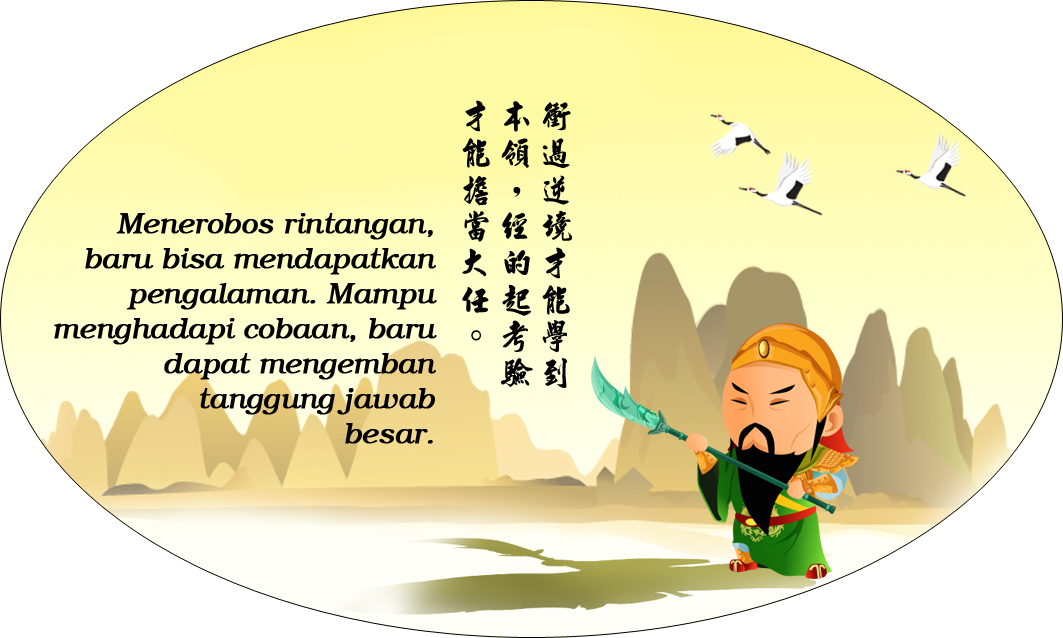 衝過逆境才能學到
本領，經的起考驗
才能擔當大任。
Menerobos rintangan,
baru bisa mendapatkan
pengalaman. Mampu
menghadapi cobaan, baru
dapat mengemban
tanggung jawab
besar.